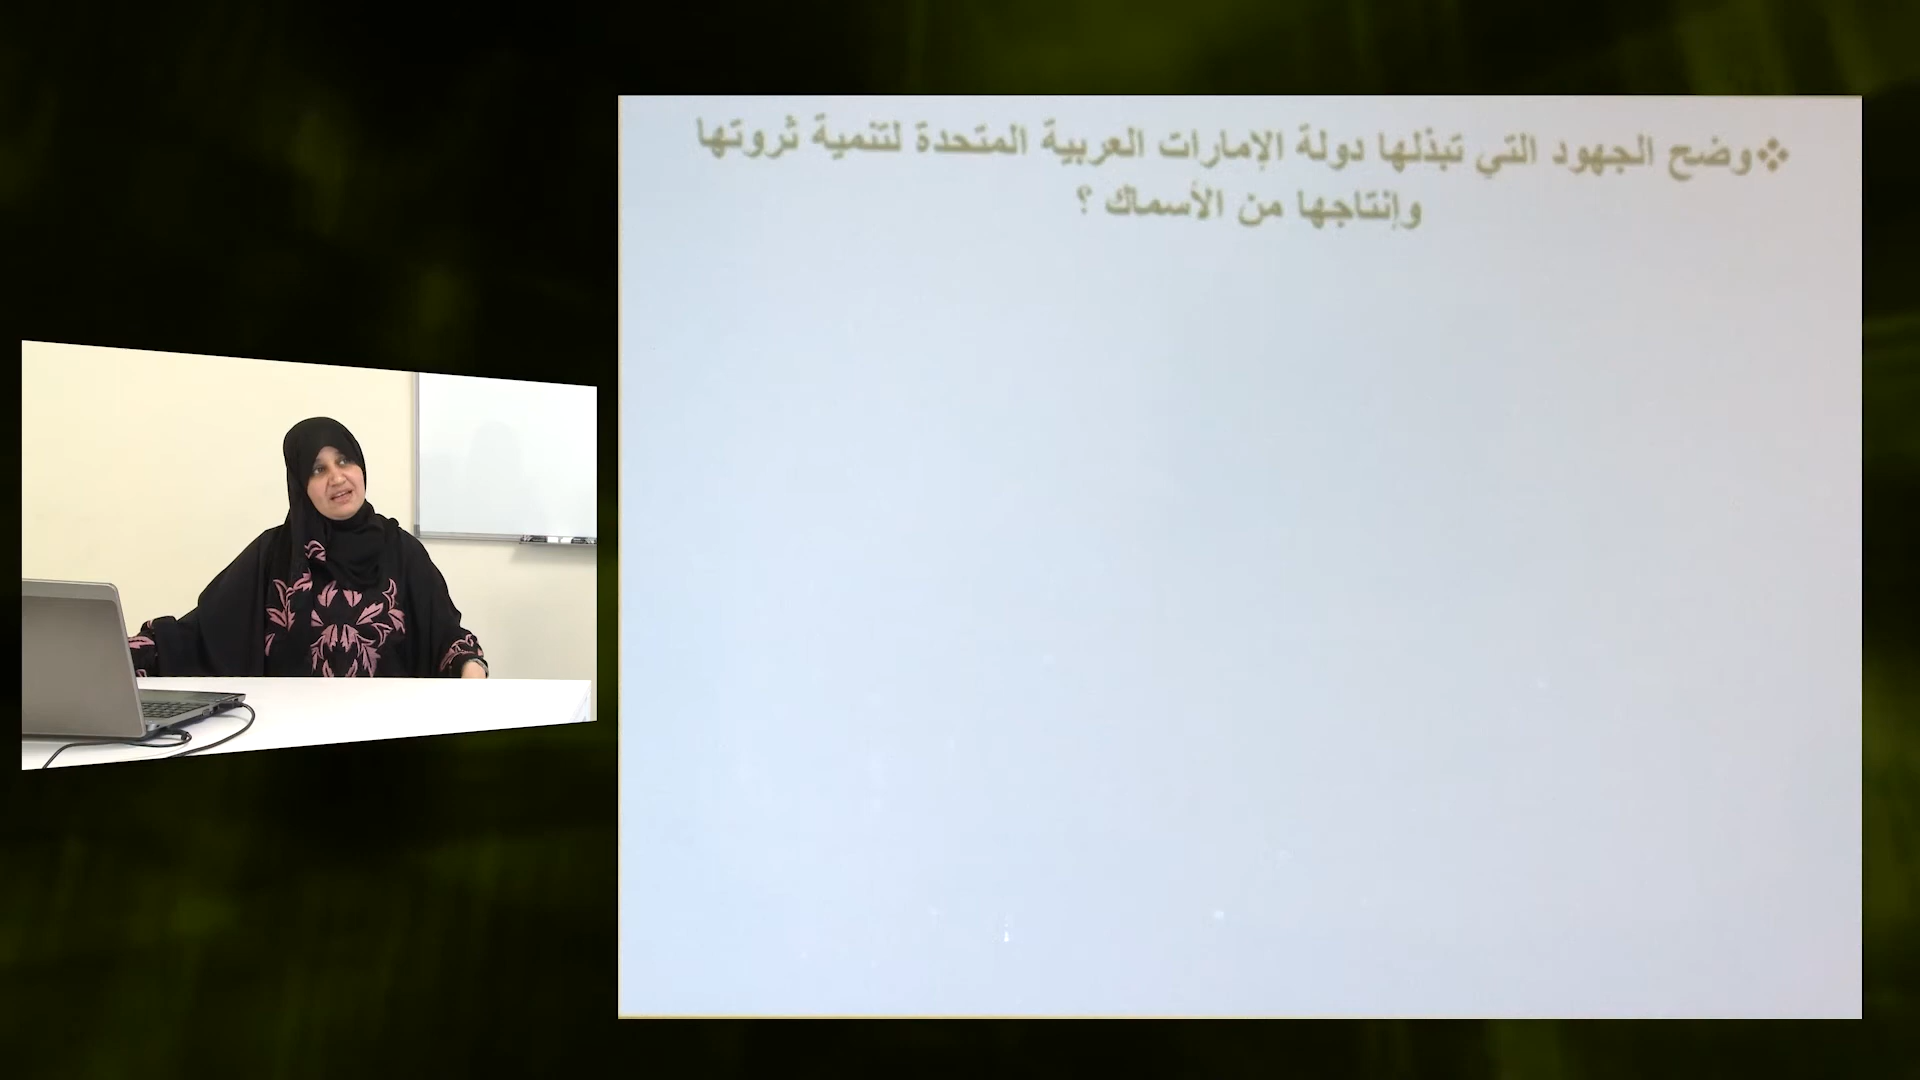 ❖وضح الجهود التي تبذلها دولة الإمارات العربية المتحدة لتنمية ثروتها
وإنتاجها من الأسماك ؟